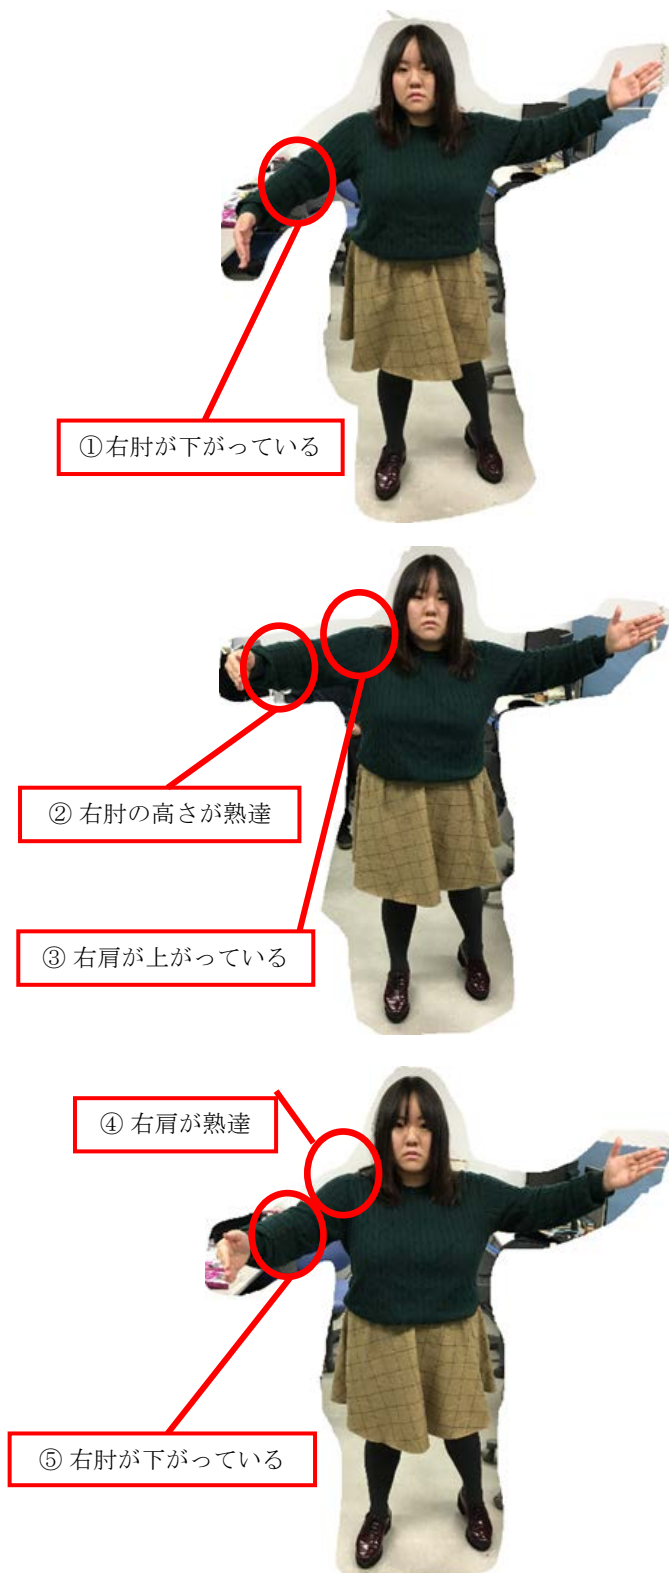 ①右肘が下がっている
② 右肘の高さが熟達
③ 右肩が上がっている
④ 右肩が熟達
⑤ 右肘が下がっている